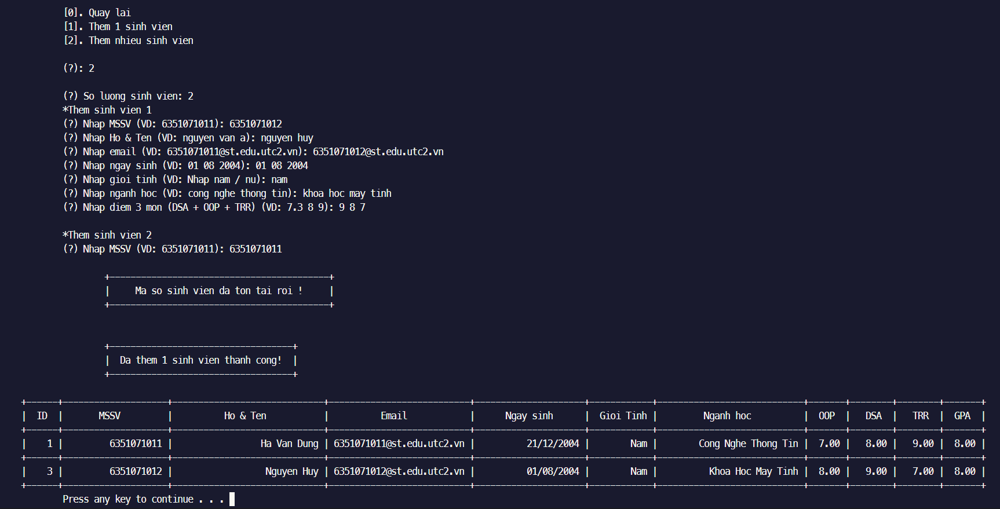 [0]. Quay lai
[1]. Them 1 sinh vien
[2]. Them nhieu sinh vien
(?): 2
(?) So luong sinh vien: 2
*Them sinh vien 1
(?) Nhap MSSV (VD: 6351071011): 6351071012
(?) Nhap Ho & Ten (VD: nguyen van a): nguyen huy
(?) Nhap email (VD: 6351071011@st.edu.utc2.vn): 6351071012@st.edu.utc2.vn
(?) Nhap ngay sinh (VD: 01 08 2004): 01 08 2004
(?) Nhap gioi tinh (VD: Nhap nam / nu): nam
(?) Nhap nganh hoc (VD: cong nghe thong tin): khoa hoc may tinh
(?) Nhap diem 3 mon (DSA + OOP + TRR) (VD: 7.3 8 9): 9 8 7
*Them sinh vien 2
(?) Nhap MSSV (VD: 6351071011): 6351071011
Ma so sinh vien da ton tai roi !
Da them 1 sinh vien thanh cong!
| ID | MSSV | Ho & Ten | Email | Ngay sinh | Gioi Tinh | Nganh hoc | OOP | DSA | TRR | GPA |
| 1 | 6351071011 | Ha Van Dung | 6351071011@st.edu.utc2.vn | 21/12/2004 | Nam | Cong Nghe Thong Tin | 7.00 | 8.00 | 9.00 | 8.00 |
| 3 | 6351071012 | Nguyen Huy | 6351071012@st.edu.utc2.vn | 01/08/2004 | Nam | Khoa Hoc May Tinh | 8.00 | 9.00 | 7.00 | 8.00 |
Press any key to continue . . .